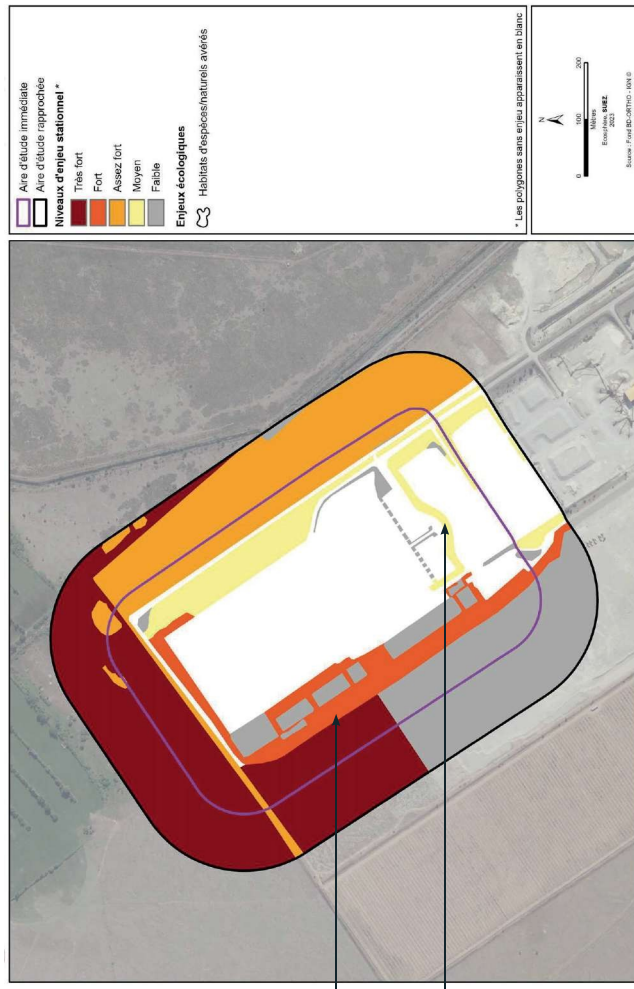 Aire d'étude immédiate
Aire d'étude rapprochée
Niveaux d'enjeu stationnel *
Très fort
Fort
Assez fort
Moyen
Faible
Enjeux écologiques
Habitats d'espèces/naturels avérés
* Les polygones sans enjeu apparaissent en blanc
N
0 100 200
Mètres
Ecosphère, SUEZ
2023
Source : Fond BD-ORTHO - IGN ©